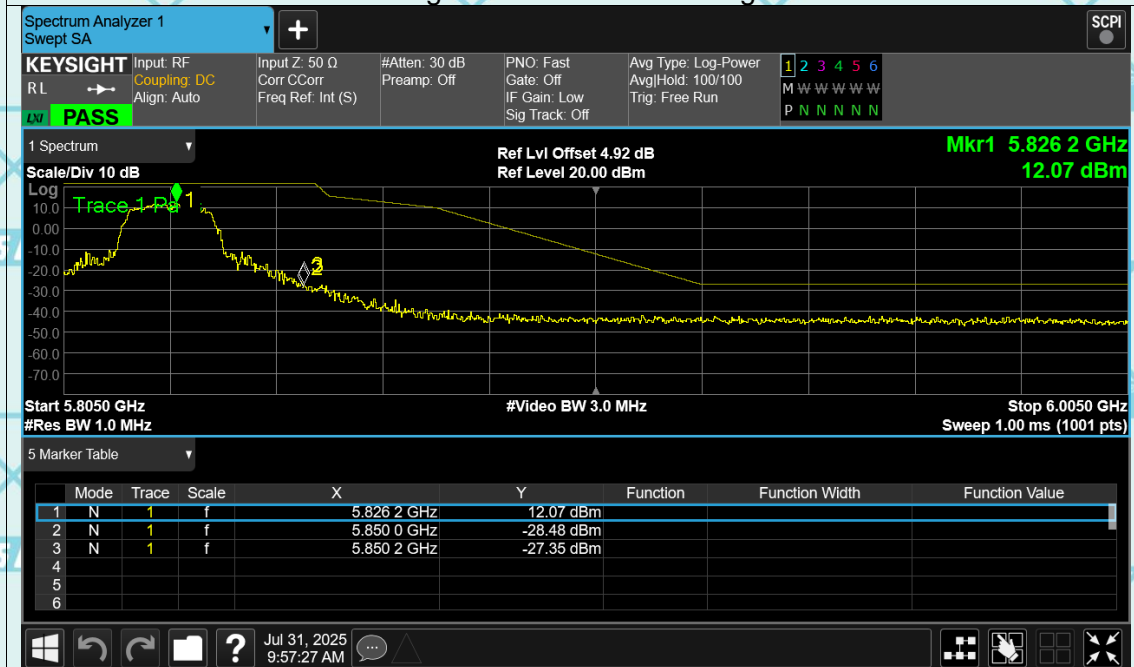 Spectrum Analyzer 1
Swept SA
+
SCPI
KEYSIGHT
RL
LXI PASS
Input: RF
Coupling: DC
Align: Auto
Input Z: 50 Ω
Corr CCorr
Freq Ref: Int (S)
#Atten: 30 dB
Preamp: Off
PNO: Fast
Gate: Off
IF Gain: Low
Sig Track: Off
Avg Type: Log-Power
Avg|Hold: 100/100
Trig: Free Run
1 2 3 4 5 6
M W W W W W
P N N N N N
1 Spectrum
Scale/Div 10 dB
Ref Lvl Offset 4.92 dB
Ref Level 20.00 dBm
Mkr1 5.826 2 GHz
12.07 dBm
Log
Trace 1 Pa
1
10.0
0.00
-10.0
-20.0
-30.0
-40.0
-50.0
-60.0
-70.0
Start 5.8050 GHz
#Video BW 3.0 MHz
Stop 6.0050 GHz
#Res BW 1.0 MHz
Sweep 1.00 ms (1001 pts)
5 Marker Table
Mode Trace Scale X Y Function Function Width Function Value
1 N 1 f 5.826 2 GHz 12.07 dBm
2 N 1 f 5.850 0 GHz -28.48 dBm
3 N 1 f 5.850 2 GHz -27.35 dBm
4
5
6
?
Jul 31, 2025
9:57:27 AM